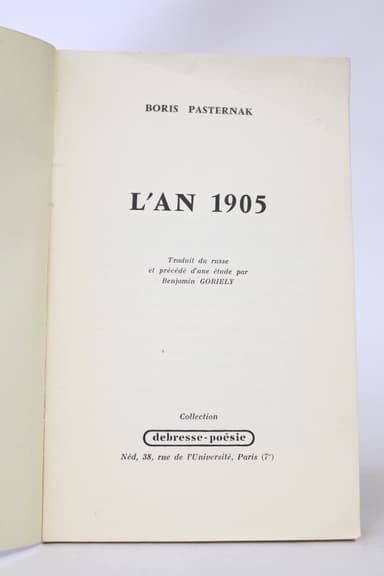 BORIS PASTERNAK
L'AN 1905
Traduit du russe
et précédé d'une étude par
Benjamin GORIELY
Collection
debresse-poésie
Néd, 38, rue de l'Université, Paris (7e)